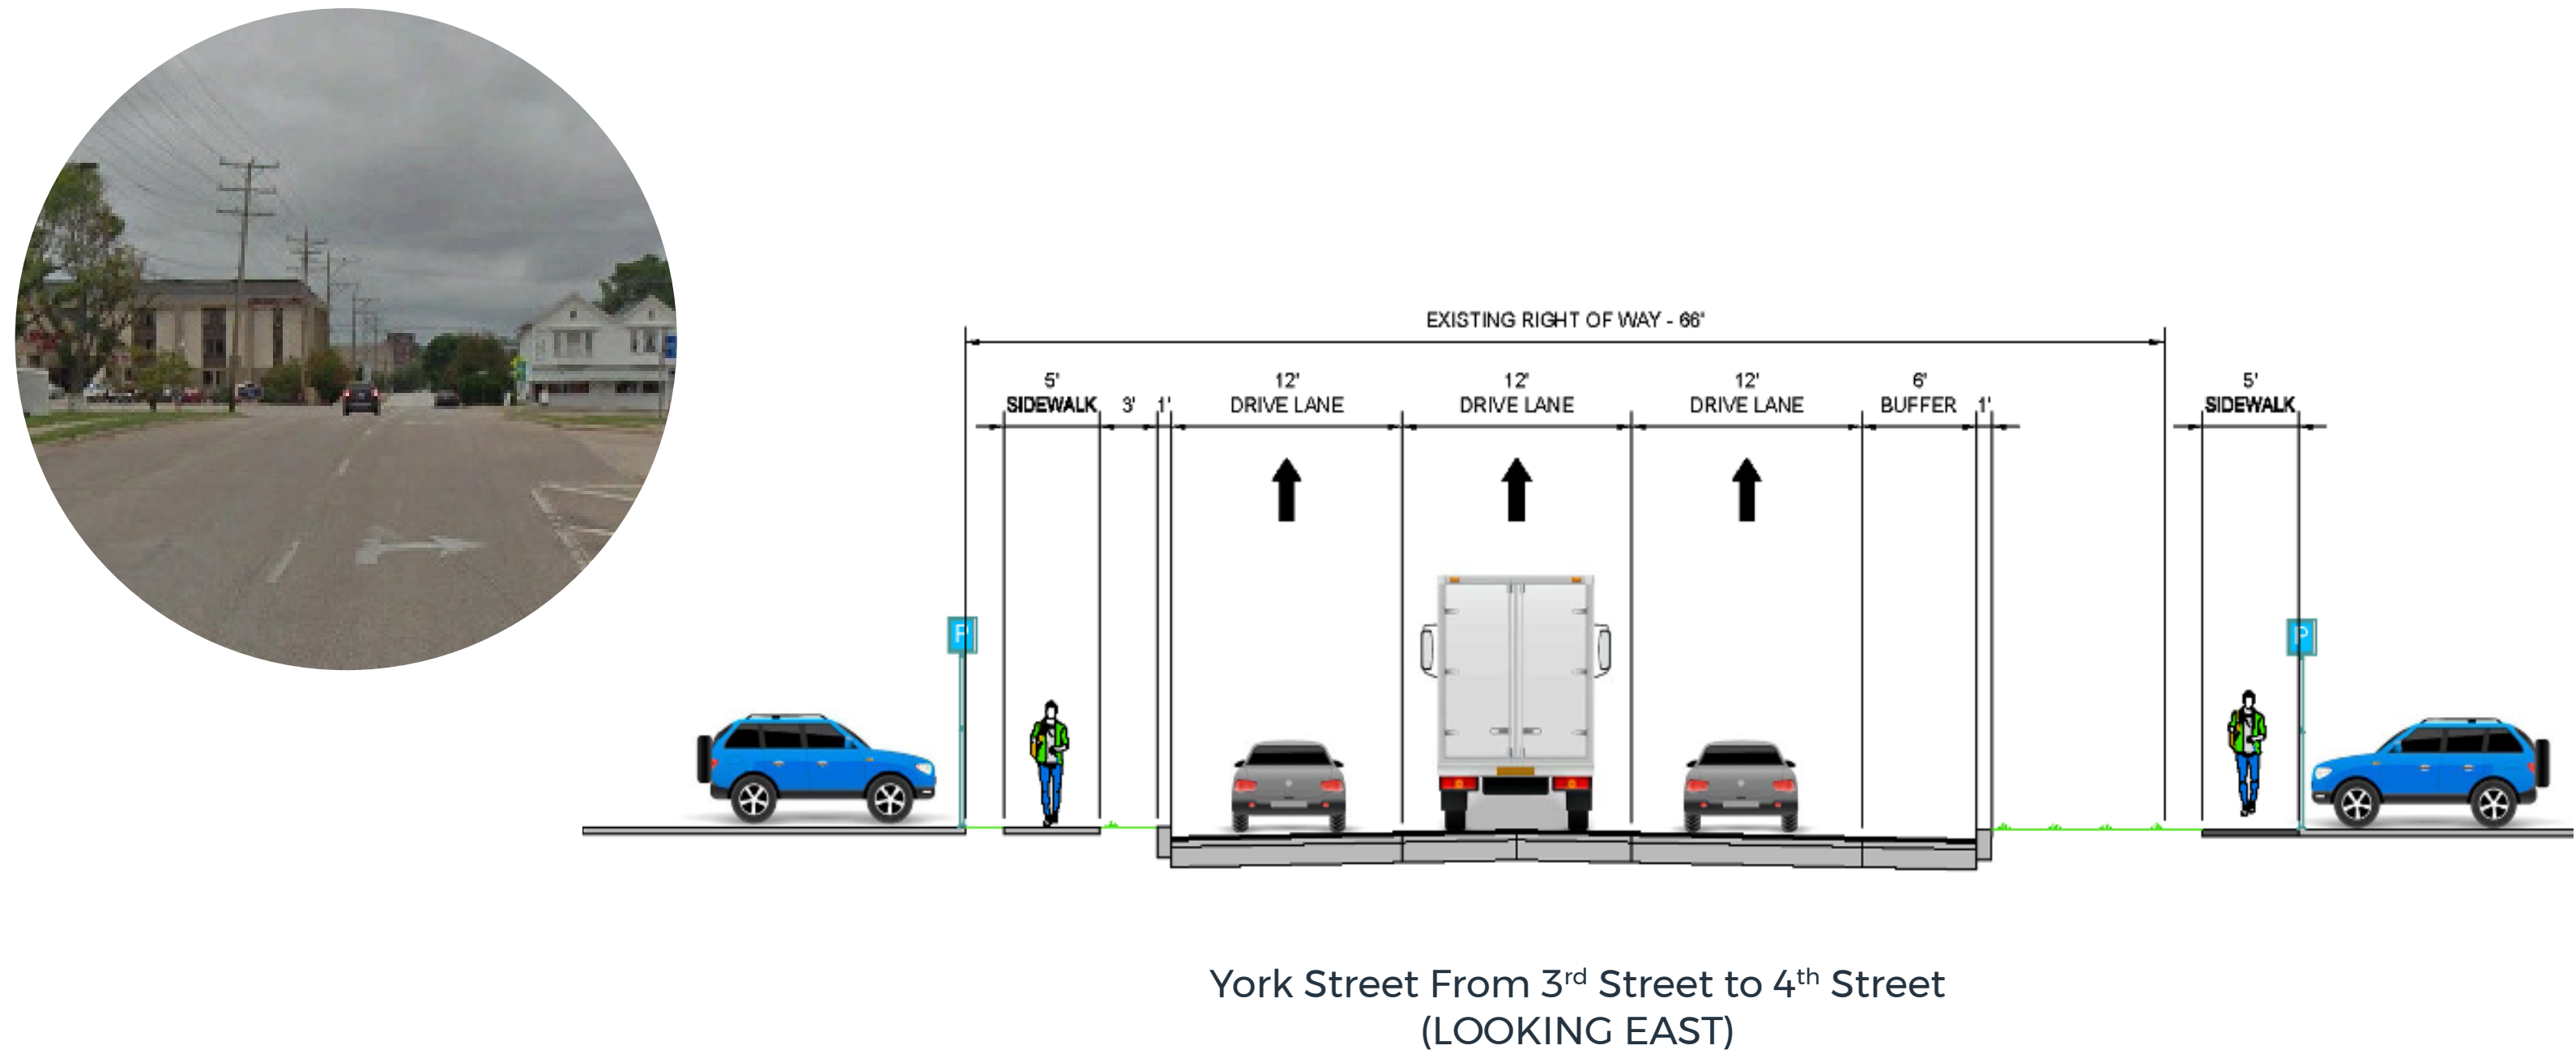 EXISTING RIGHT OF WAY - 66'
5' 12' 12' 12' 6' 5'
SIDEWALK 3' 1' DRIVE LANE DRIVE LANE DRIVE LANE BUFFER 1' SIDEWALK
P P
York Street From 3rd Street to 4th Street
(LOOKING EAST)